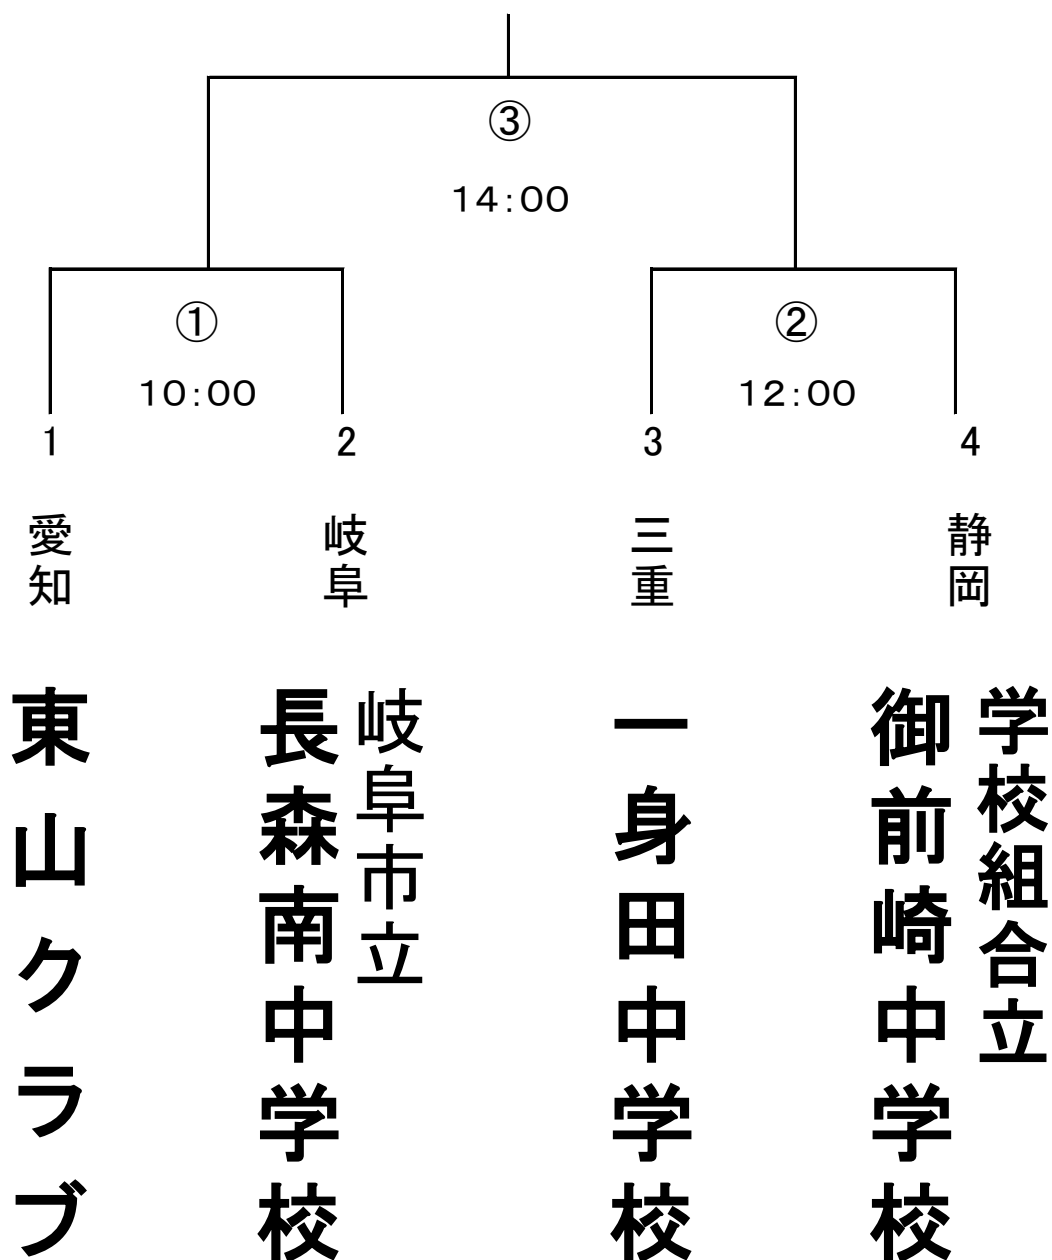 ③
14:00
①
②
10:00
12:00
1
2
3
4
愛知
岐阜
三重
静岡
東山クラブ
岐阜市立
長森南中学校
一身田中学校
学校組合立
御前崎中学校